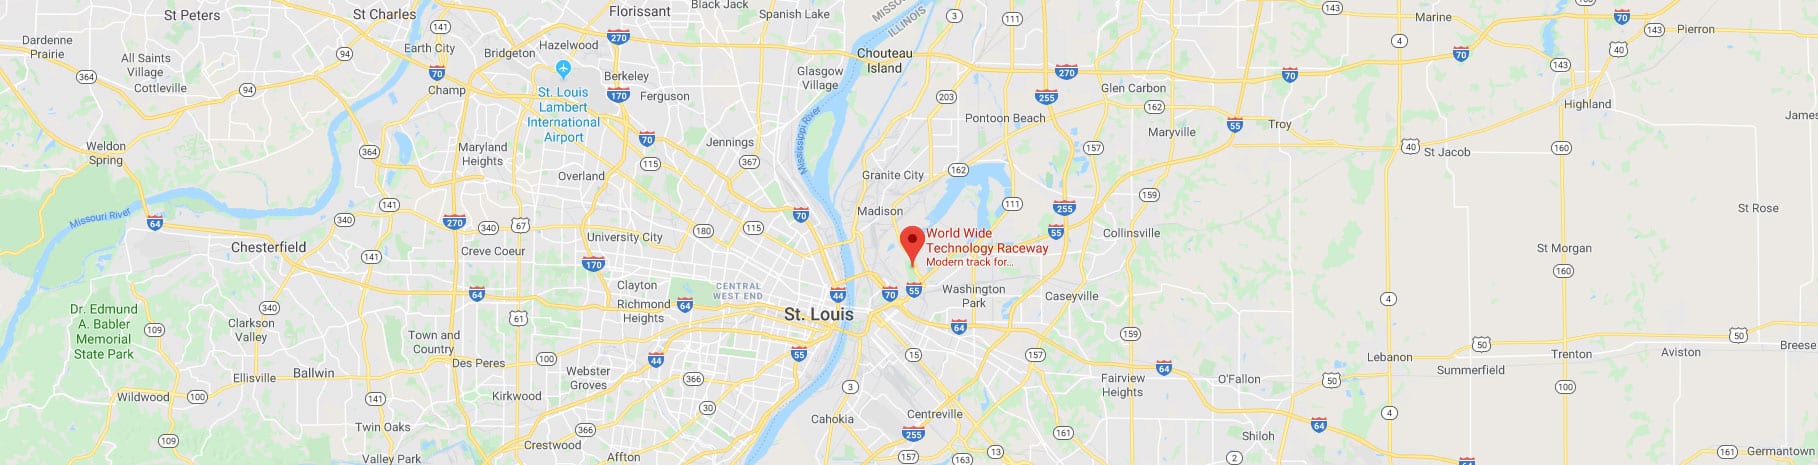 St Peters
St Charles
Florissant
Black Jack
Spanish Lake
MISSOURI
ILLINOIS
3
111
143
Marine
70
143
Pierron
Dardenne
Prairie
94
141
Earth City
Bridgeton
Hazelwood
270
Chouteau
Island
4
70
40
All Saints
Village
Cottleville
364
70
Champ
St. Louis
Lambert
International
Airport
Berkeley
170
Ferguson
Glasgow
Village
270
70
143
94
203
255
Glen Carbon
162
Highland
James
Weldon
Spring
364
Maryland
Heights
70
115
Jennings
367
Mississippi River
Pontoon Beach
Maryville
55
Troy
157
40
St Jacob
160
Overland
Granite City
162
159
Missouri River
64
340
141
270
340
67
University City
180
115
70
Madison
111
255
55
Collinsville
St Rose
Chesterfield
141
Creve Coeur
170
World Wide
Technology Raceway
Modern track for...
St Morgan
160
64
Clayton
Richmond
Heights
64
CENTRAL
WEST END
44
70
55
Washington
Park
Caseyville
4
Dr. Edmund
A. Babler
Memorial
State Park
109
340
Clarkson
Valley
61
St. Louis
64
159
50
50
Town and
Country
Des Peres
100
44
55
15
157
64
Lebanon
Summerfield
Trenton
Aviston
Breese
Ellisville
Ballwin
Webster
Groves
366
3
Fairview
Heights
O'Fallon
50
100
Wildwood
100
141
Kirkwood
30
Cahokia
Centreville
4
109
Twin Oaks
366
Crestwood
255
161
64
Shiloh
Valley Park
Affton
157
163
13
2
64
161
Germantown